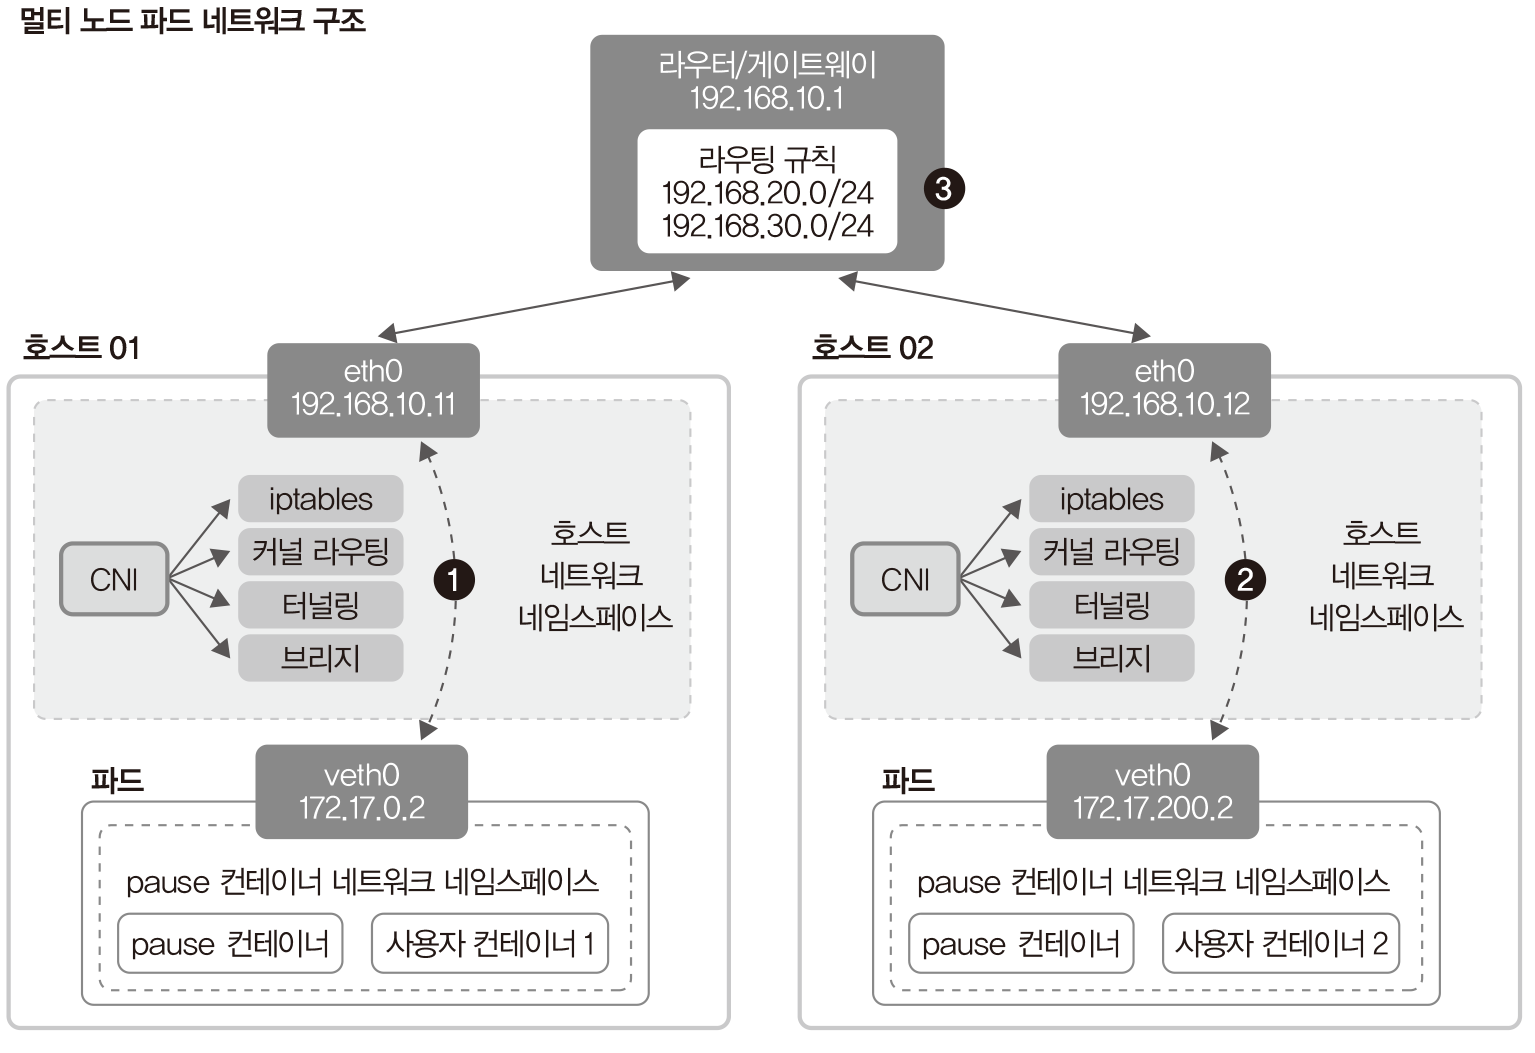 멀티 노드 파드 네트워크 구조
라우터/게이트웨이
192.168.10.1
라우팅 규칙
192.168.20.0/24
192.168.30.0/24
3
호스트 01
eth0
192.168.10.11
CNI
iptables
커널 라우팅
터널링
브리지
1
호스트
네트워크
네임스페이스
파드
veth0
172.17.0.2
pause 컨테이너 네트워크 네임스페이스
pause 컨테이너
사용자 컨테이너 1
호스트 02
eth0
192.168.10.12
CNI
iptables
커널 라우팅
터널링
브리지
2
호스트
네트워크
네임스페이스
파드
veth0
172.17.200.2
pause 컨테이너 네트워크 네임스페이스
pause 컨테이너
사용자 컨테이너 2